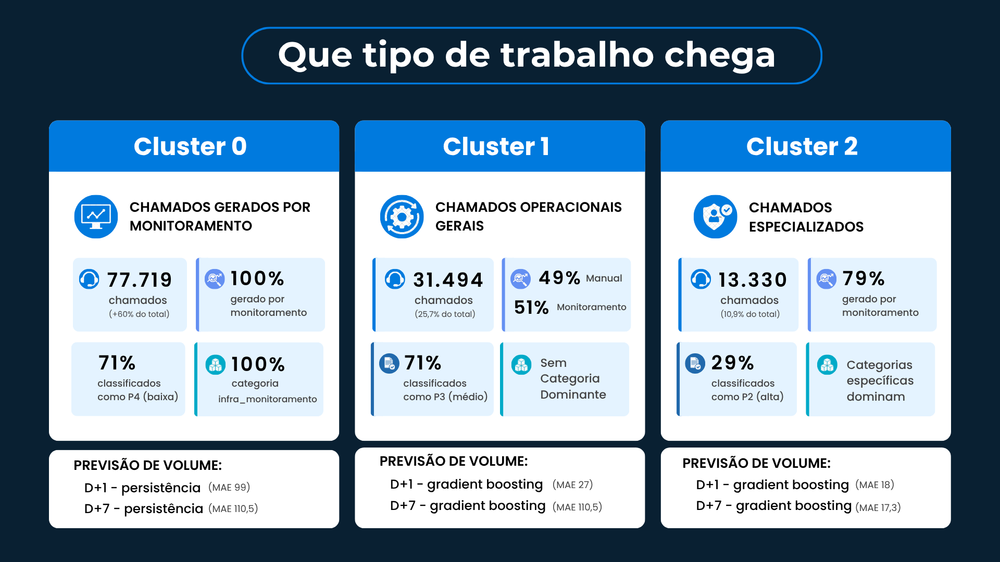 Que tipo de trabalho chega
Cluster 0
CHAMADOS GERADOS POR
MONITORAMENTO
77.719
chamados
(+60% do total)
100%
gerado por
monitoramento
71%
classificados
como P4 (baixa)
100%
categoria
infra_monitoramento
PREVISÃO DE VOLUME:
D+1 - persistência (MAE 99)
D+7 - persistência (MAE 110,5)
Cluster 1
CHAMADOS OPERACIONAIS
GERAIS
31.494
chamados
(25,7% do total)
49% Manual
51% Monitoramento
71%
classificados
como P3 (médio)
Sem
Categoria
Dominante
PREVISÃO DE VOLUME:
D+1 - gradient boosting (MAE 27)
D+7 - gradient boosting (MAE 110,5)
Cluster 2
CHAMADOS
ESPECIALIZADOS
13.330
chamados
(10,9% do total)
79%
gerado por
monitoramento
29%
classificados
como P2 (alta)
Categorias
específicas
dominam
PREVISÃO DE VOLUME:
D+1 - gradient boosting (MAE 18)
D+7 - gradient boosting (MAE 17,3)